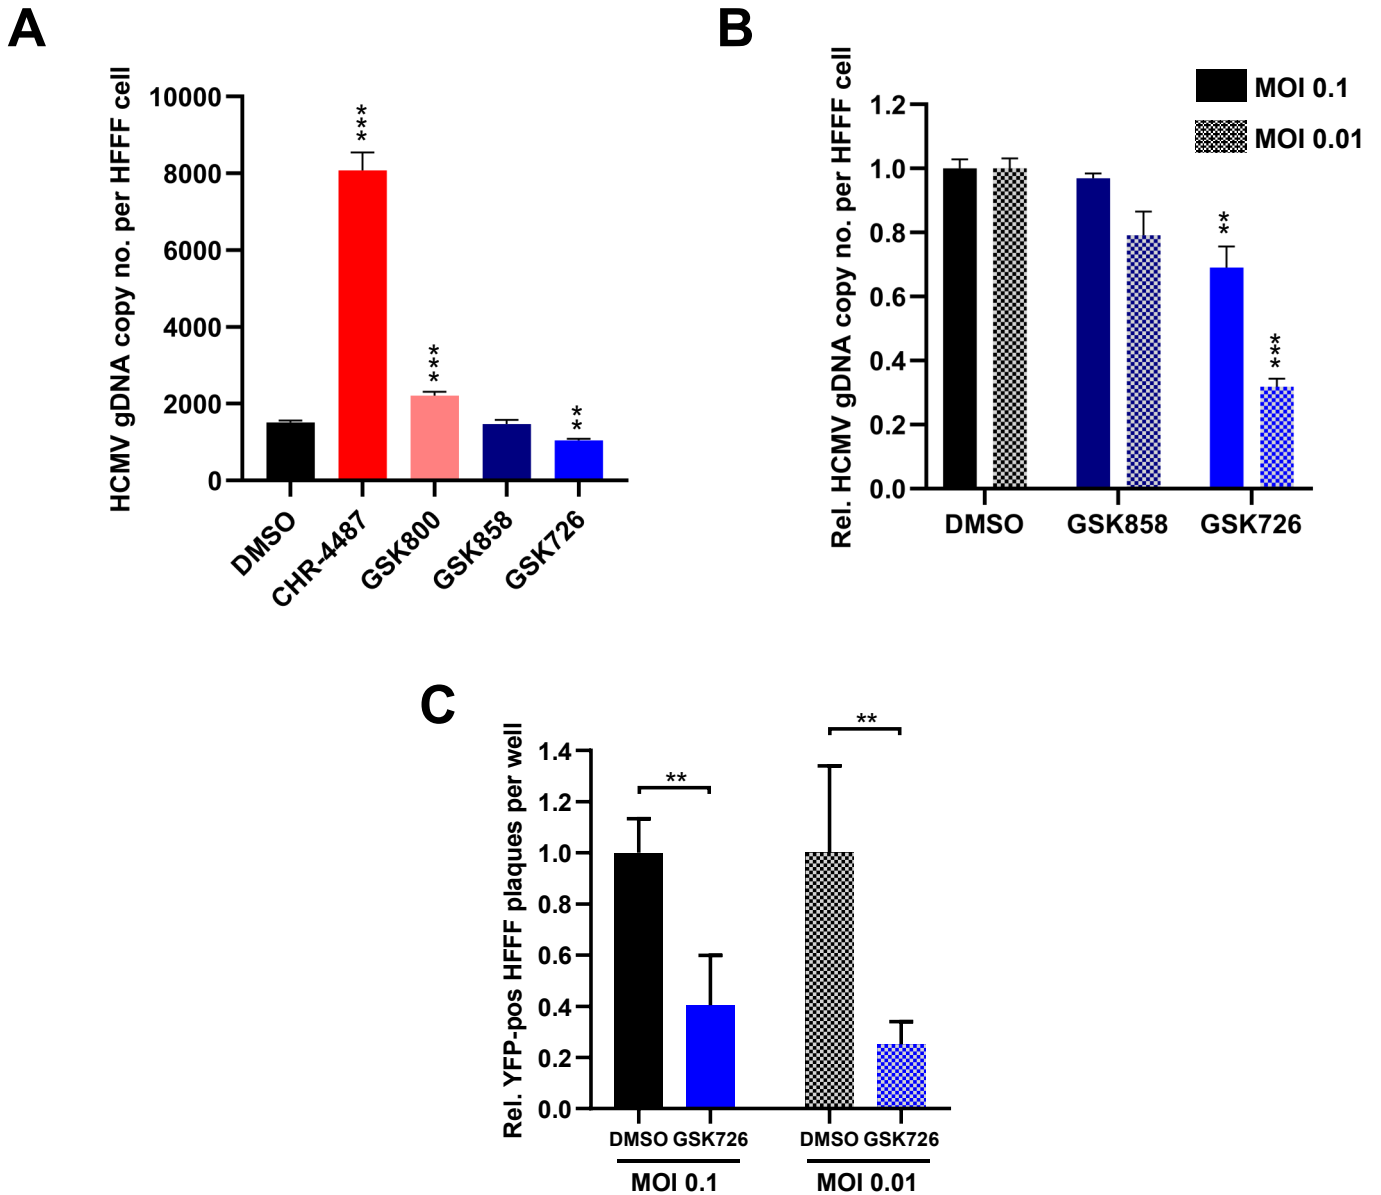 A
HCMV gDNA copy no. per HFFF cell
10000
8000
6000
4000
2000
0
***
***
**
DMSO
CHR-4487
GSK800
GSK858
GSK726
B
Rel. HCMV gDNA copy no. per HFFF cell
1.2
1.0
0.8
0.6
0.4
0.2
0.0
MOI 0.1
MOI 0.01
**
***
DMSO
GSK858
GSK726
C
Rel. YFP-pos HFFF plaques per well
1.4
1.2
1.0
0.8
0.6
0.4
0.2
0.0
**
**
DMSO GSK726
DMSO GSK726
MOI 0.1
MOI 0.01